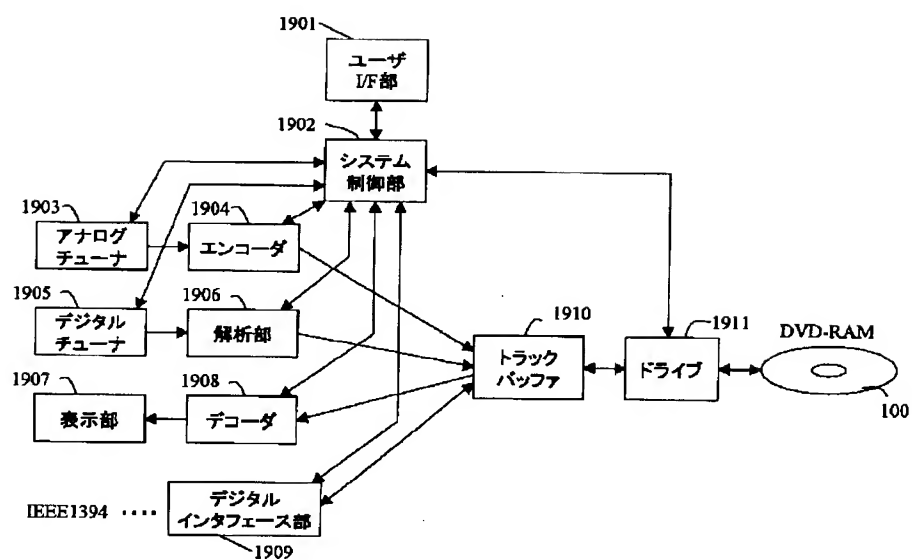 1901
ユーザ
I/F部
1902
システム
制御部
1903
アナログ
チューナ
1904
エンコーダ
1905
デジタル
チューナ
1906
解析部
1907
表示部
1908
デコーダ
IEEE1394 ····
デジタル
インタフェース部
1909
1910
トラック
バッファ
1911
ドライブ
DVD-RAM
100